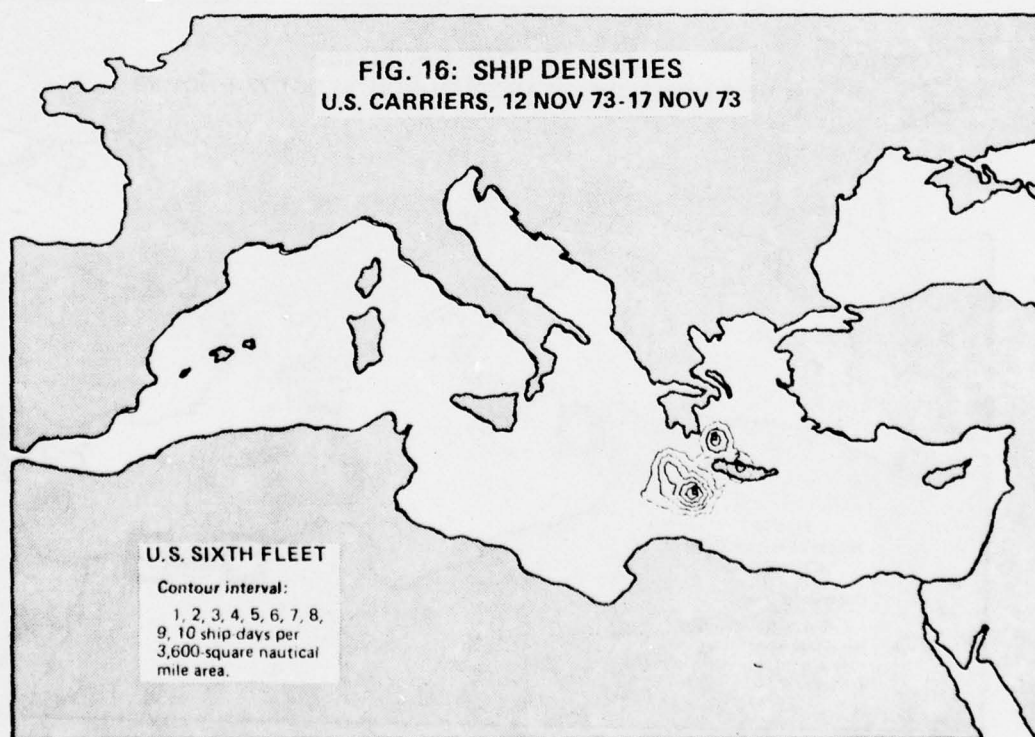 FIG. 16: SHIP DENSITIES
U.S. CARRIERS, 12 NOV 73-17 NOV 73
U.S. SIXTH FLEET
Contour interval:
1, 2, 3, 4, 5, 6, 7, 8,
9, 10 ship days per
3,600-square nautical
mile area.